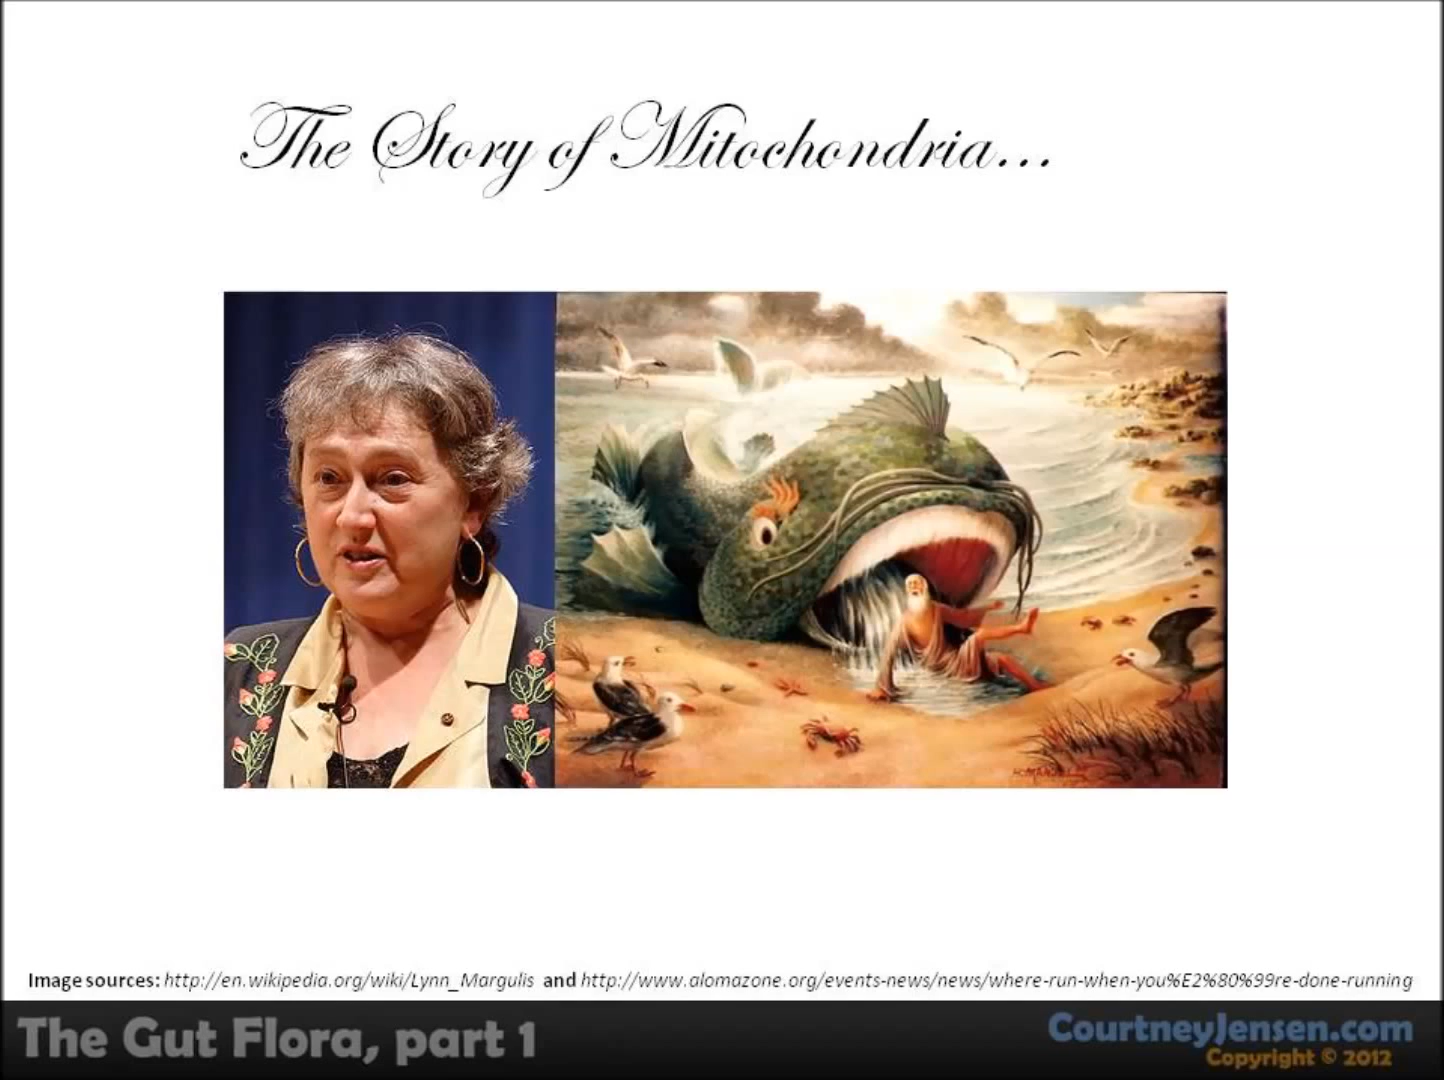 The Story of Mitochondria...
Image sources: http://en.wikipedia.org/wiki/Lynn_Margulis and http://www.alomazone.org/events-news/news/where-run-when-you%E2%80%99re-done-running
The Gut Flora, part 1
CourtneyJensen.com
Copyright © 2012